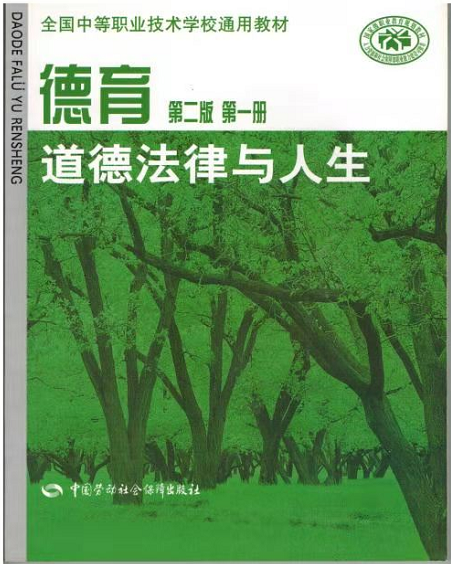 DAODE FALÜ YU RENSHENG
全国中等职业技术学校通用教材
德育 第二版 第一册
道德法律与人生
中国劳动社会保障出版社